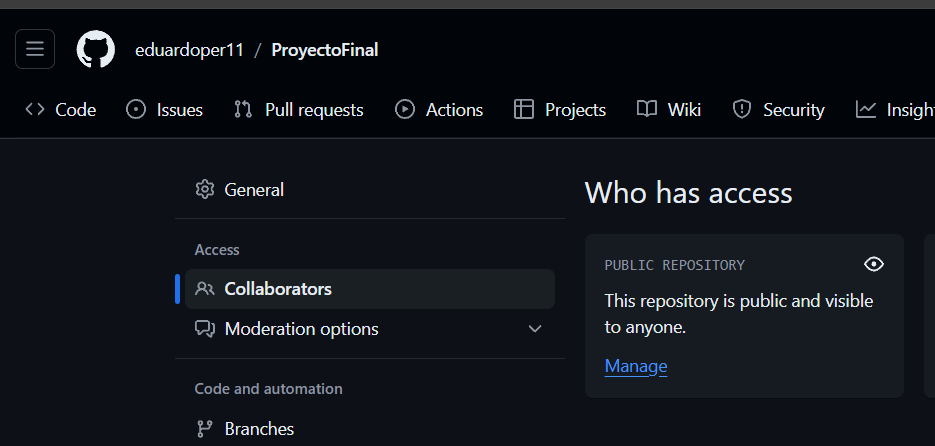 eduardoper11 / ProyectoFinal
Code Issues Pull requests Actions Projects Wiki Security Insigh
General
Access
Collaborators
Moderation options
Code and automation
Branches
Who has access
PUBLIC REPOSITORY
This repository is public and visible
to anyone.
Manage